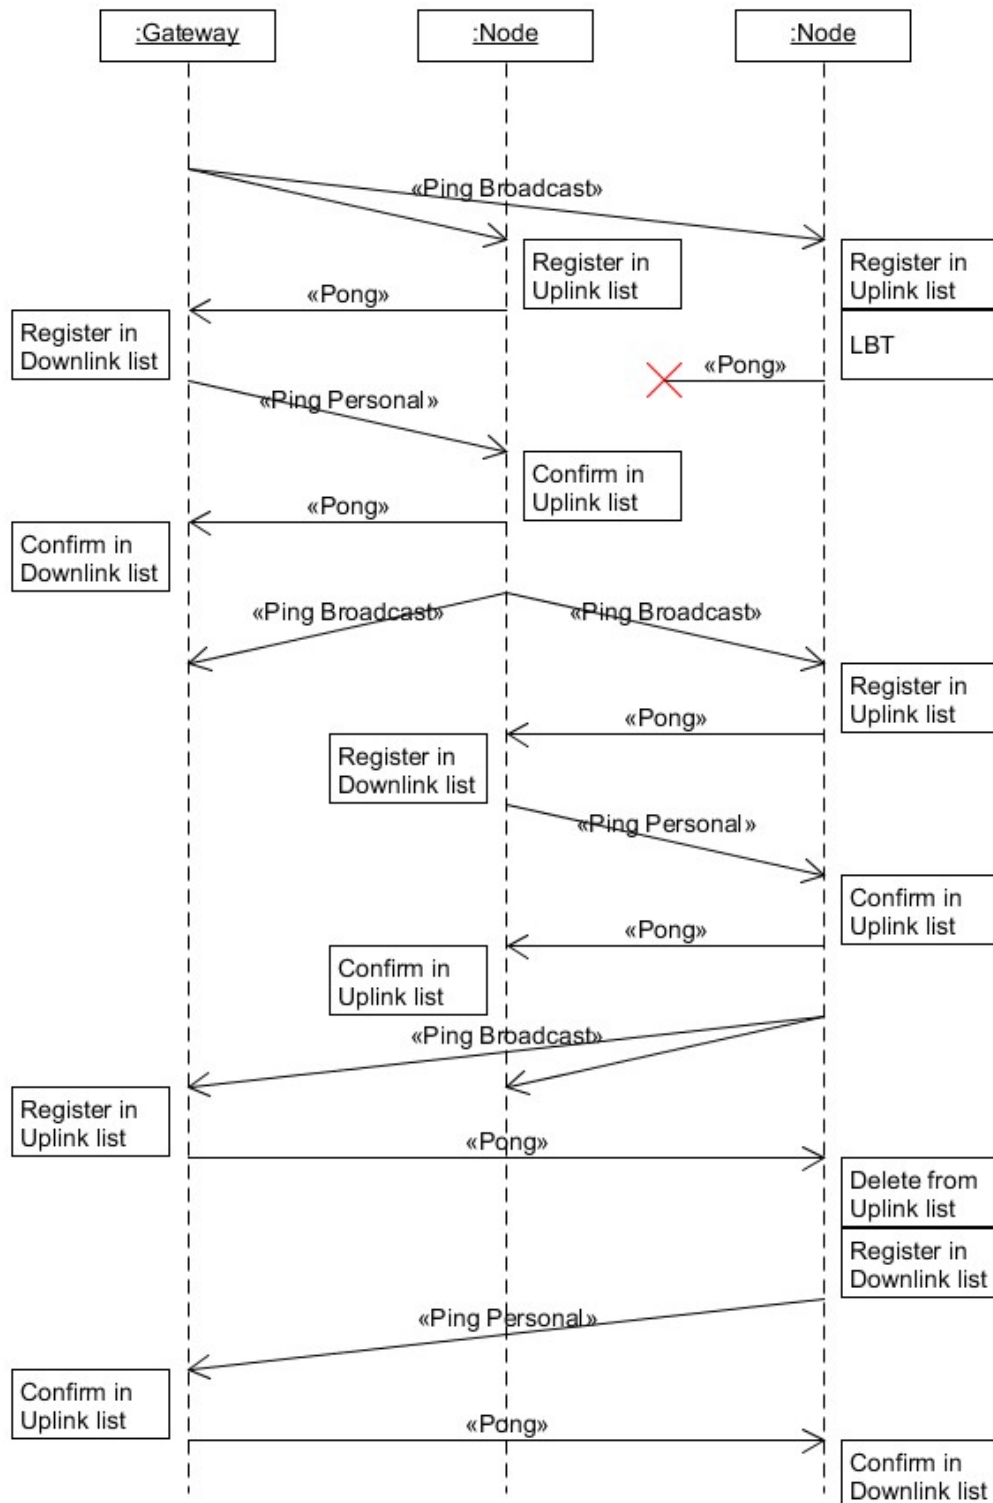 :Gateway
:Node
:Node
«Ping Broadcast»
Register in
Uplink list
Register in
Uplink list
«Pong»
Register in
Downlink list
LBT
«Pong»
«Ping Personal»
Confirm in
Uplink list
«Pong»
Confirm in
Downlink list
«Ping Broadcast»
«Ping Broadcast»
Register in
Uplink list
«Pong»
Register in
Downlink list
«Ping Personal»
Confirm in
Uplink list
«Pong»
Confirm in
Uplink list
«Ping Broadcast»
Register in
Uplink list
«Pong»
Delete from
Uplink list
Register in
Downlink list
«Ping Personal»
Confirm in
Uplink list
«Pong»
Confirm in
Downlink list